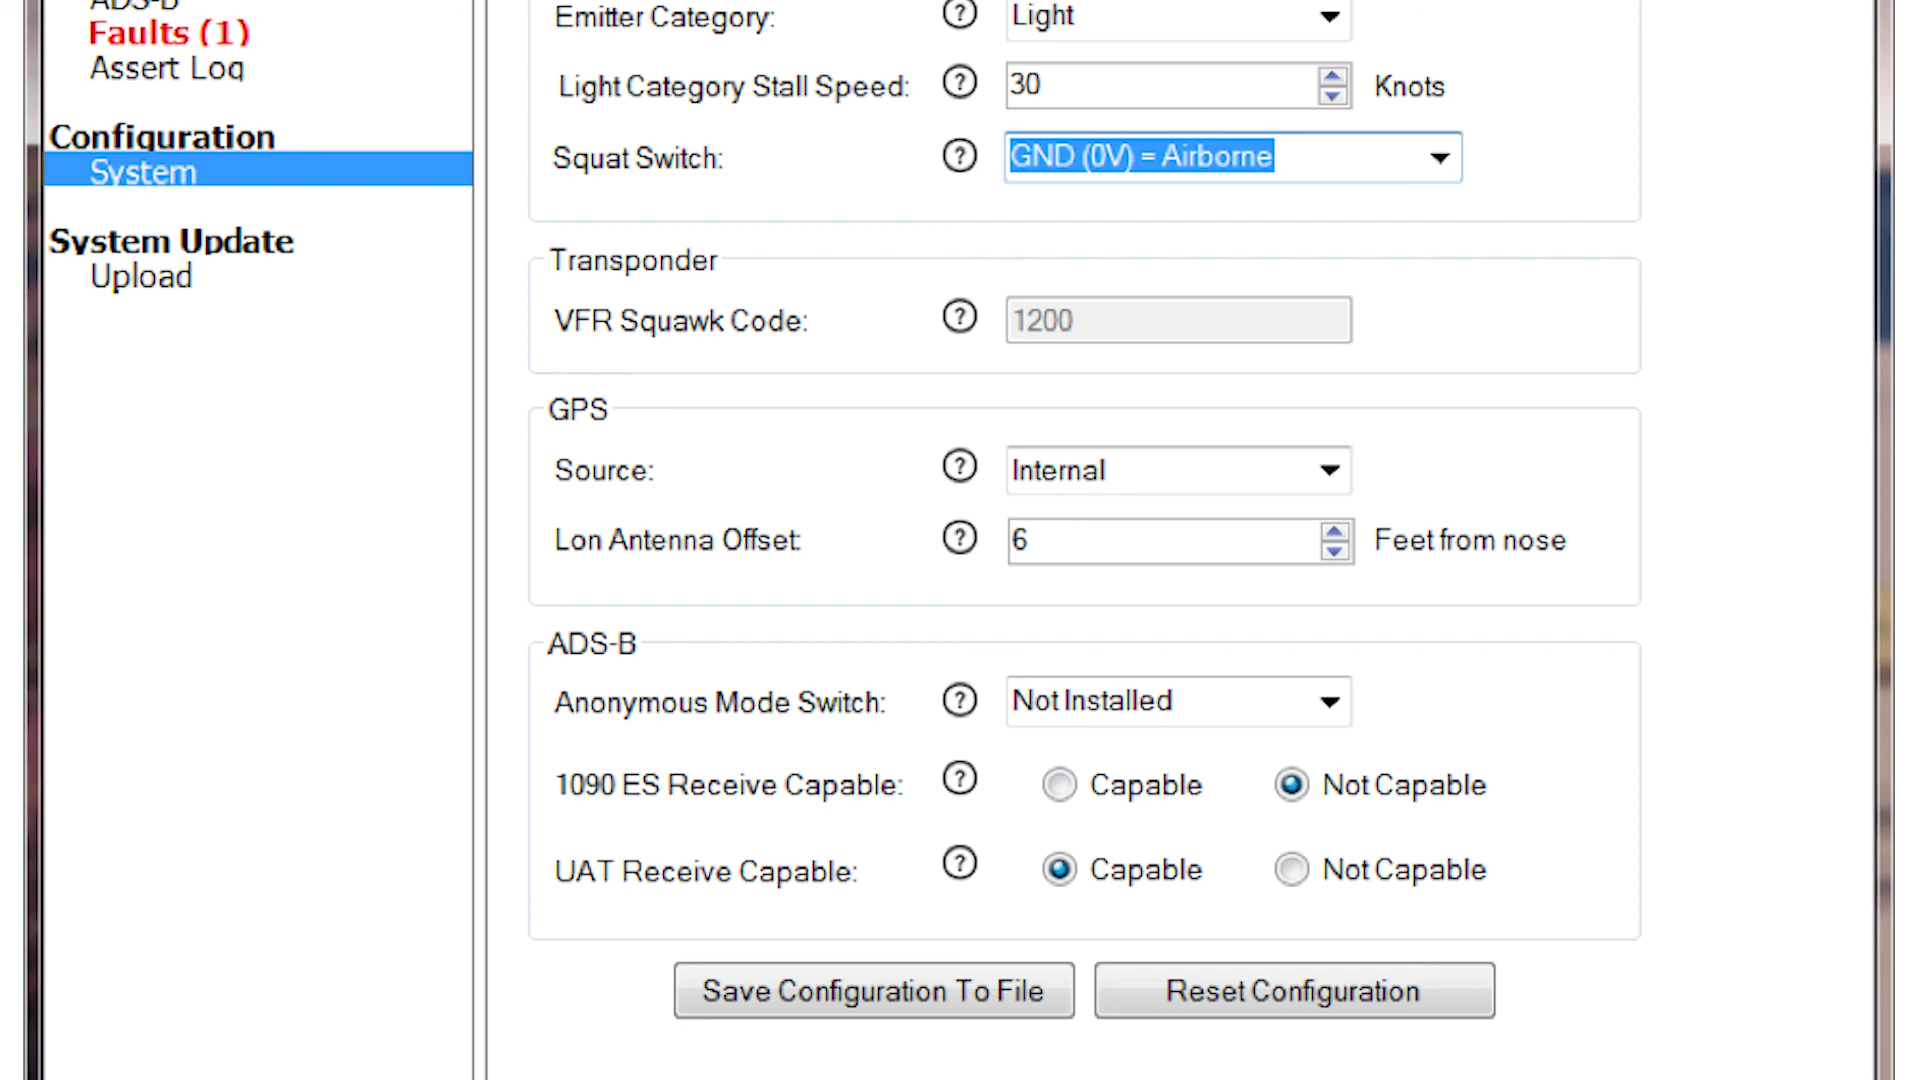 ADS-B
Faults (1)
Assert Log
Configuration
System
System Update
Upload
Emitter Category: ? Light
Light Category Stall Speed: ? 30 Knots
Squat Switch: ? GND (0V) = Airborne
Transponder
VFR Squawk Code: ? 1200
GPS
Source: ? Internal
Lon Antenna Offset: ? 6 Feet from nose
ADS-B
Anonymous Mode Switch: ? Not Installed
1090 ES Receive Capable: ? Capable Not Capable
UAT Receive Capable: ? Capable Not Capable
Save Configuration To File Reset Configuration